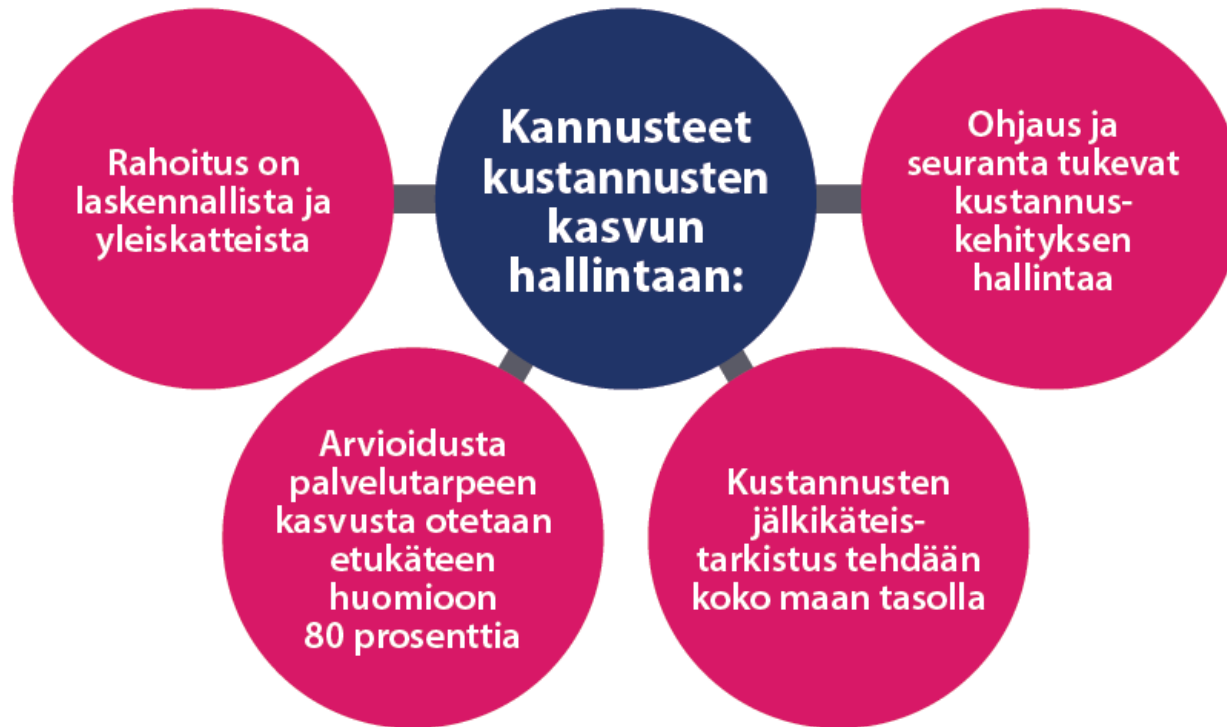 Kannusteet
kustannusten
kasvun
hallintaan:
Rahoitus on
laskennallista ja
yleiskatteista
Arvioidusta
palvelutarpeen
kasvusta otetaan
etukäteen
huomioon
80 prosenttia
Kustannusten
jälkikäteis-
tarkistus tehdään
koko maan tasolla
Ohjaus ja
seuranta tukevat
kustannus-
kehityksen
hallintaa